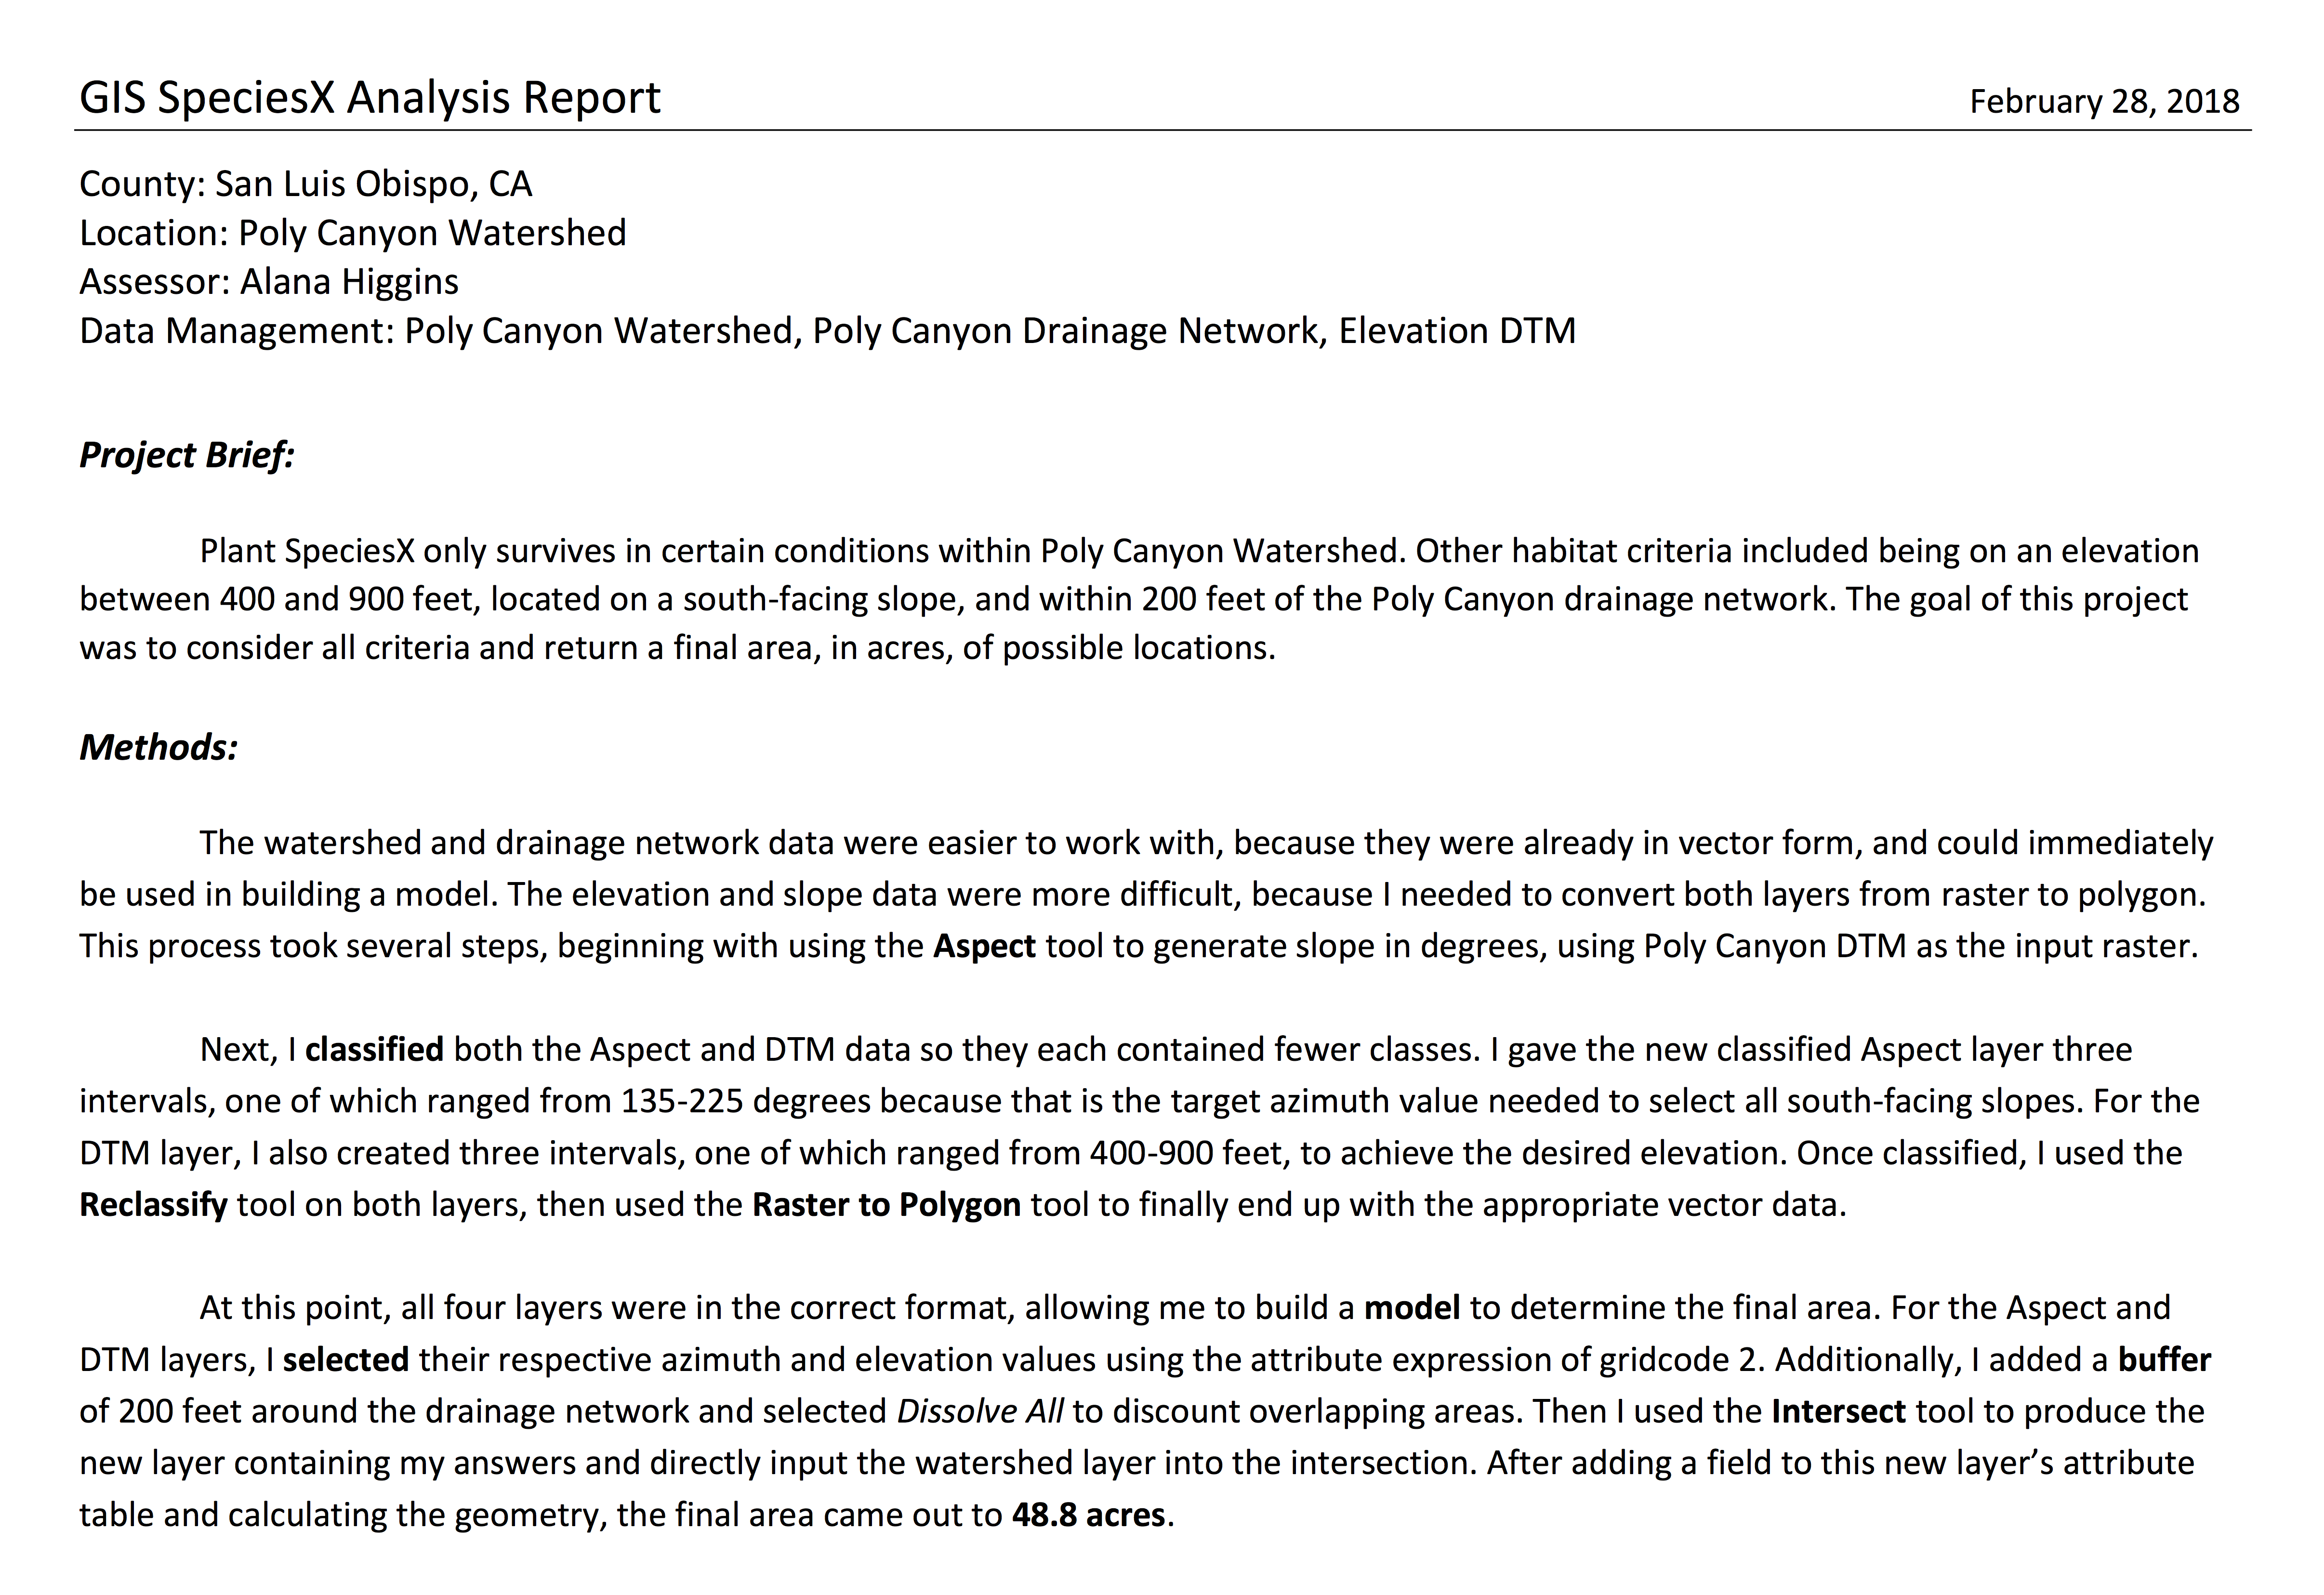 GIS SpeciesX Analysis Report February 28, 2018
County: San Luis Obispo, CA
Location: Poly Canyon Watershed
Assessor: Alana Higgins
Data Management: Poly Canyon Watershed, Poly Canyon Drainage Network, Elevation DTM
Project Brief:
Plant SpeciesX only survives in certain conditions within Poly Canyon Watershed. Other habitat criteria included being on an elevation
between 400 and 900 feet, located on a south-facing slope, and within 200 feet of the Poly Canyon drainage network. The goal of this project
was to consider all criteria and return a final area, in acres, of possible locations.
Methods:
The watershed and drainage network data were easier to work with, because they were already in vector form, and could immediately
be used in building a model. The elevation and slope data were more difficult, because I needed to convert both layers from raster to polygon.
This process took several steps, beginning with using the Aspect tool to generate slope in degrees, using Poly Canyon DTM as the input raster.
Next, I classified both the Aspect and DTM data so they each contained fewer classes. I gave the new classified Aspect layer three
intervals, one of which ranged from 135-225 degrees because that is the target azimuth value needed to select all south-facing slopes. For the
DTM layer, I also created three intervals, one of which ranged from 400-900 feet, to achieve the desired elevation. Once classified, I used the
Reclassify tool on both layers, then used the Raster to Polygon tool to finally end up with the appropriate vector data.
At this point, all four layers were in the correct format, allowing me to build a model to determine the final area. For the Aspect and
DTM layers, I selected their respective azimuth and elevation values using the attribute expression of gridcode 2. Additionally, I added a buffer
of 200 feet around the drainage network and selected Dissolve All to discount overlapping areas. Then I used the Intersect tool to produce the
new layer containing my answers and directly input the watershed layer into the intersection. After adding a field to this new layer’s attribute
table and calculating the geometry, the final area came out to 48.8 acres.